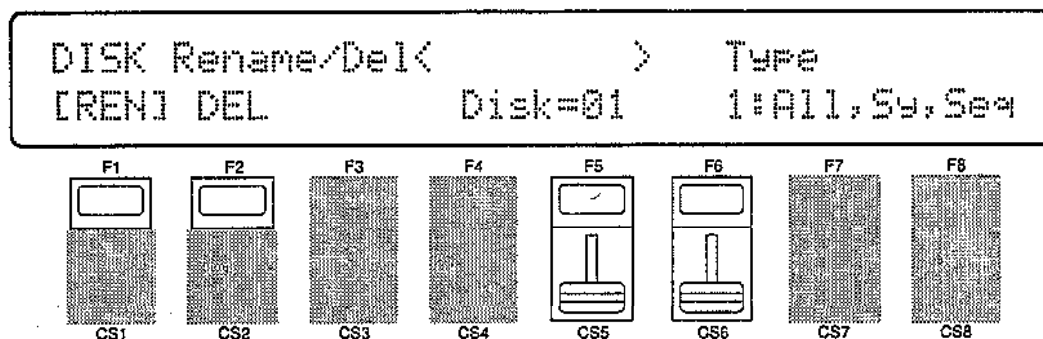 DISK Rename/Del<        >  Type
[REN] DEL        Disk=01    1:All,Sy,Seq
F1 F2 F3 F4 F5 F6 F7 F8
CS1 CS2 CS3 CS4 CS5 CS6 CS7 CS8